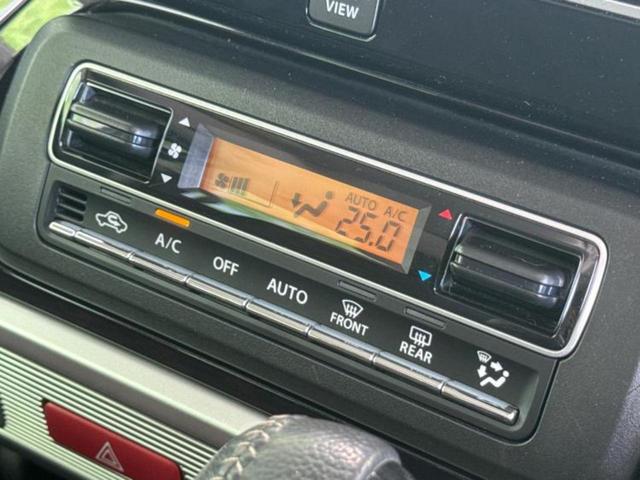 VIEW
AUTO A/C
25.0
A/C OFF AUTO FRONT REAR